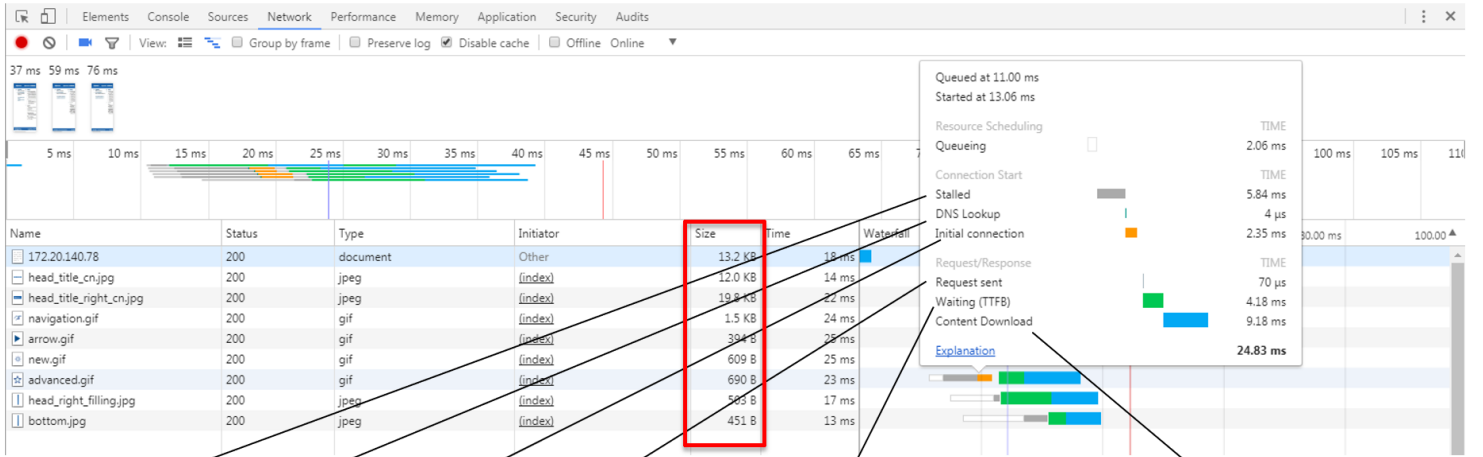 Elements Console Sources Network Performance Memory Application Security Audits
View: Group by frame Preserve log Disable cache Offline Online
37 ms 59 ms 76 ms
5 ms 10 ms 15 ms 20 ms 25 ms 30 ms 35 ms 40 ms 45 ms 50 ms 55 ms 60 ms 65 ms 100 ms 105 ms
Queued at 11.00 ms
Started at 13.06 ms
Resource Scheduling TIME
Queueing 2.06 ms
Connection Start TIME
Stalled 5.84 ms
DNS Lookup 4 μs
Initial connection 2.35 ms
Request/Response TIME
Request sent 70 μs
Waiting (TTFB) 4.18 ms
Content Download 9.18 ms
Explanation 24.83 ms
Name Status Type Initiator Size Time Waterfall 100.00
172.20.140.78 200 document Other 13.2 KB 18 ms
head_title_cn.jpg 200 jpeg (index) 12.0 KB 14 ms
head_title_right_cn.jpg 200 jpeg (index) 19.8 KB 22 ms
navigation.gif 200 gif (index) 1.5 KB 24 ms
arrow.gif 200 gif (index) 394 B 25 ms
new.gif 200 gif (index) 609 B 25 ms
advanced.gif 200 gif (index) 690 B 23 ms
head_right_filling.jpg 200 jpeg (index) 503 B 17 ms
bottom.jpg 200 jpeg (index) 451 B 13 ms